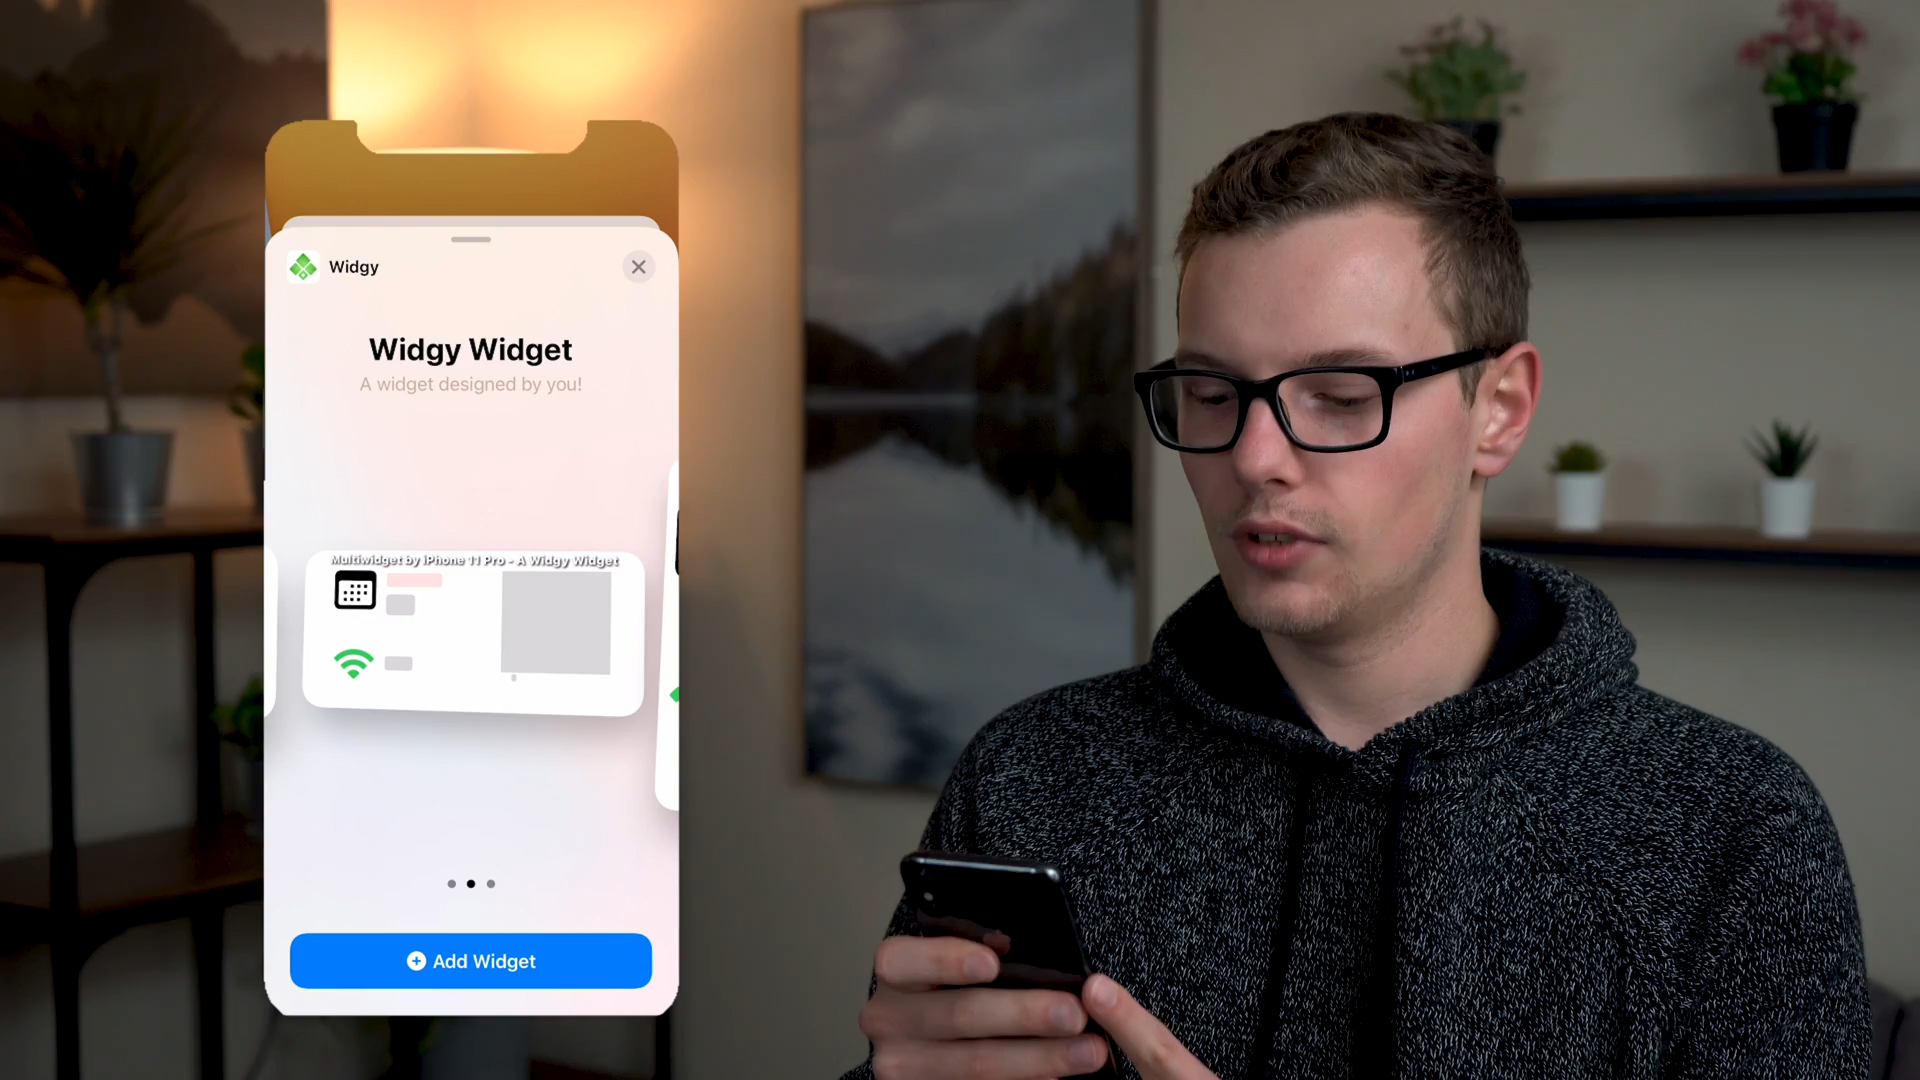 Widgy
Widgy Widget
A widget designed by you!
Multiwidget by iPhone 11 Pro - A Widgy Widget
Add Widget